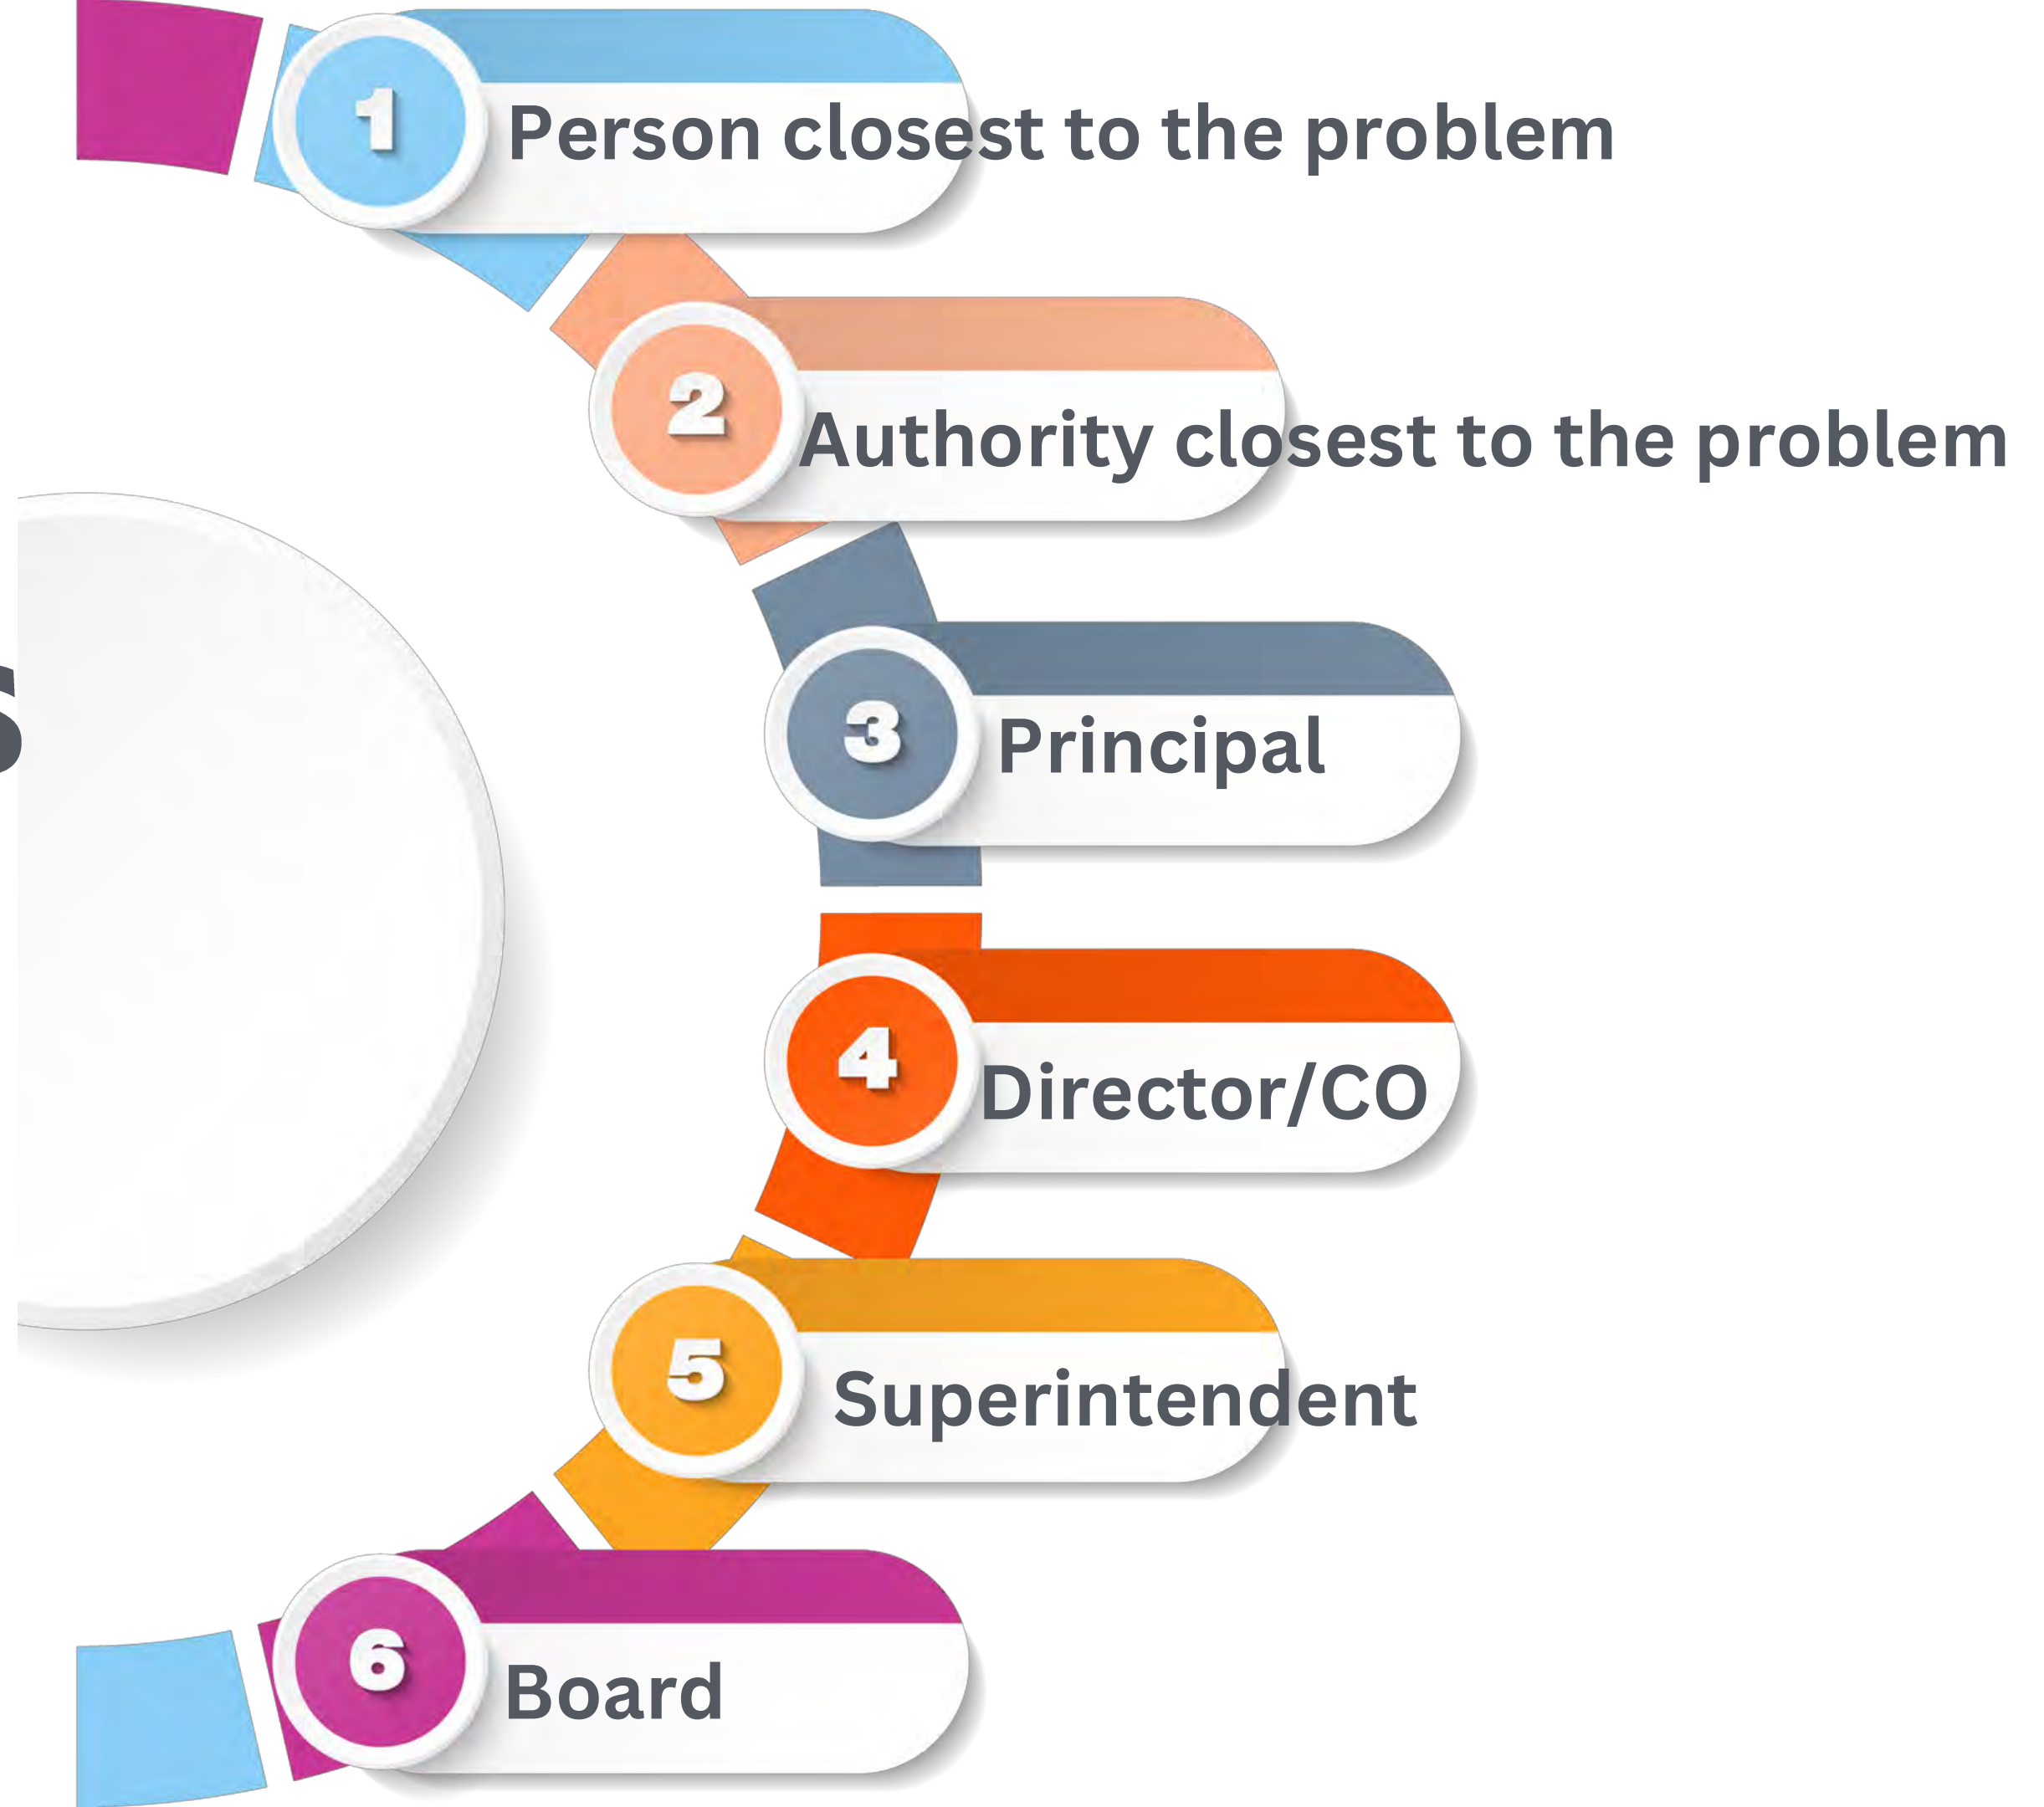 1
Person closest to the problem
2
Authority closest to the problem
3
Principal
4
Director/CO
5
Superintendent
6
Board